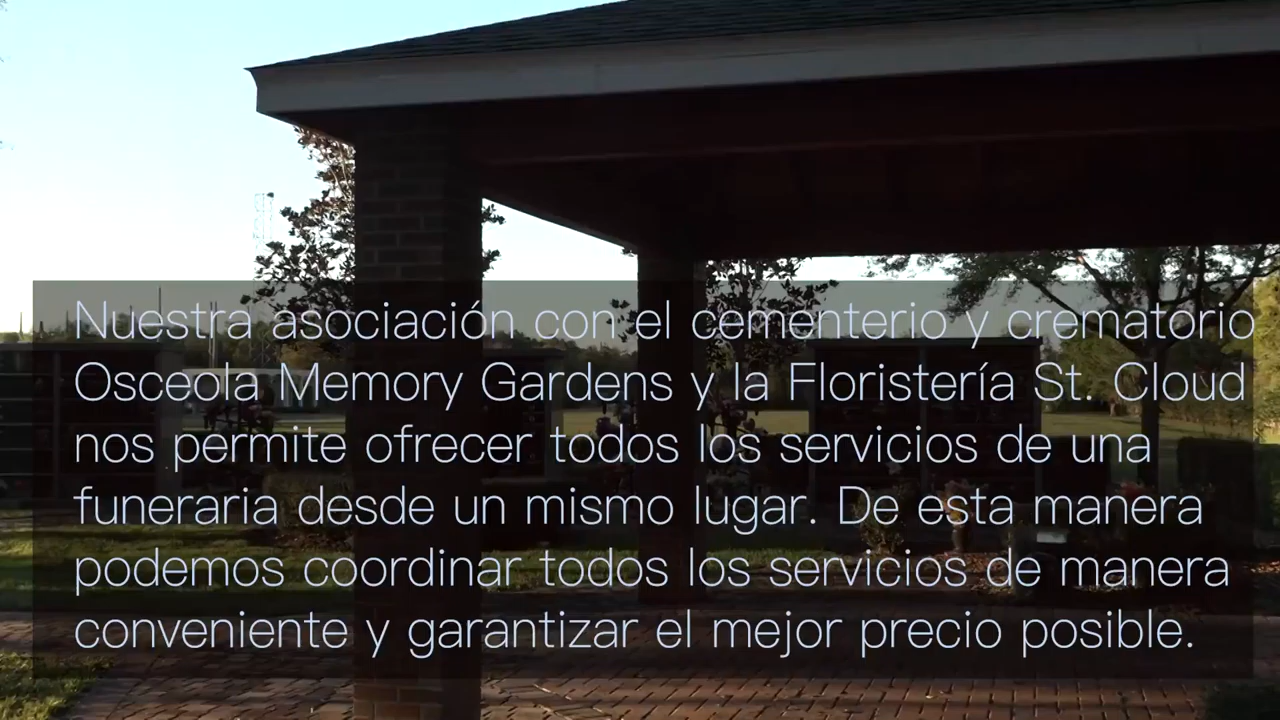 Nuestra asociación con el cementerio y crematorio
Osceola Memory Gardens y la Floristería St. Cloud
nos permite ofrecer todos los servicios de una
funeraria desde un mismo lugar. De esta manera
podemos coordinar todos los servicios de manera
conveniente y garantizar el mejor precio posible.